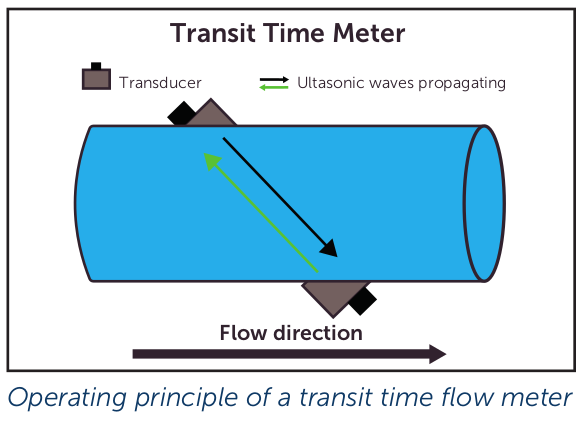 Transit Time Meter
Transducer
Ultasonic waves propagating
Flow direction
Operating principle of a transit time flow meter